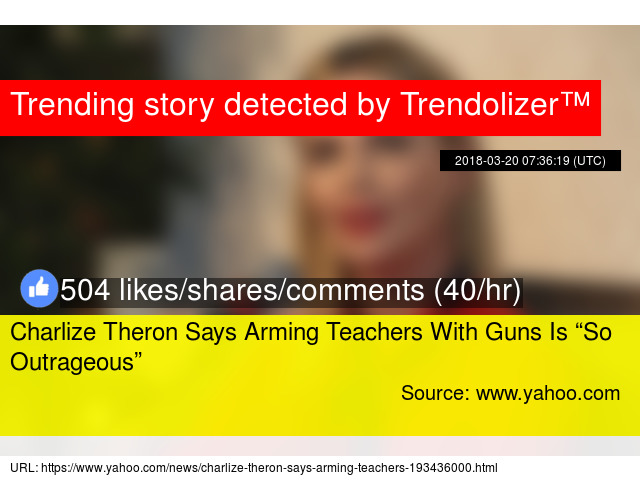 Trending story detected by Trendolizer™
2018-03-20 07:36:19 (UTC)
504 likes/shares/comments (40/hr)
Charlize Theron Says Arming Teachers With Guns Is “So
Outrageous”
Source: www.yahoo.com
URL: https://www.yahoo.com/news/charlize-theron-says-arming-teachers-193436000.html